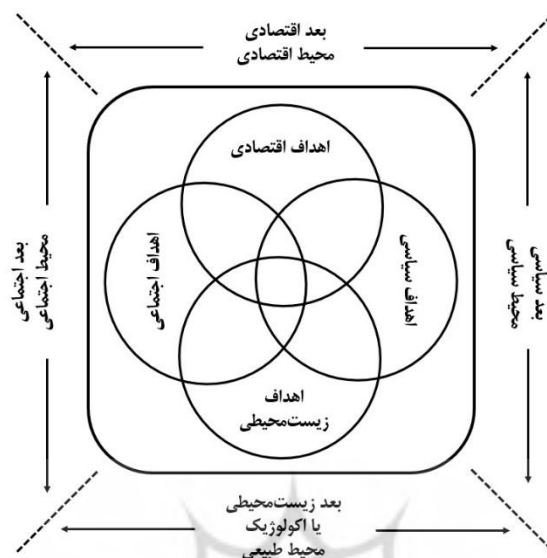 بعد اقتصادی
محیط اقتصادی
اهداف اقتصادی
بعد سیاسی
محیط سیاسی
اهداف سیاسی
اهداف اجتماعی
محیط اجتماعی
بعد اجتماعی
اهداف
زیست‌محیطی
بعد زیست‌محیطی
یا اکولوژیک
محیط طبیعی